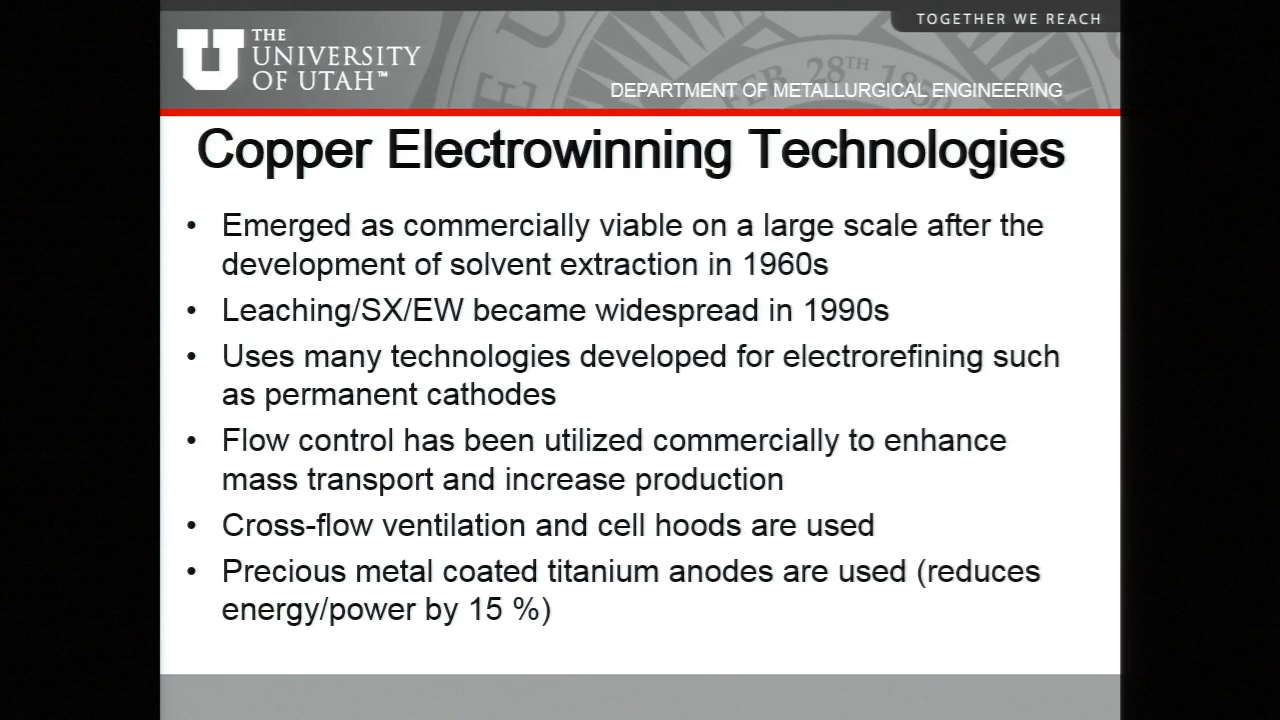 TOGETHER WE REACH
THE
UNIVERSITY
OF UTAH™
FEB. 28TH 1850
DEPARTMENT OF METALLURGICAL ENGINEERING
Copper Electrowinning Technologies
• Emerged as commercially viable on a large scale after the
development of solvent extraction in 1960s
• Leaching/SX/EW became widespread in 1990s
• Uses many technologies developed for electrorefining such
as permanent cathodes
• Flow control has been utilized commercially to enhance
mass transport and increase production
• Cross-flow ventilation and cell hoods are used
• Precious metal coated titanium anodes are used (reduces
energy/power by 15 %)